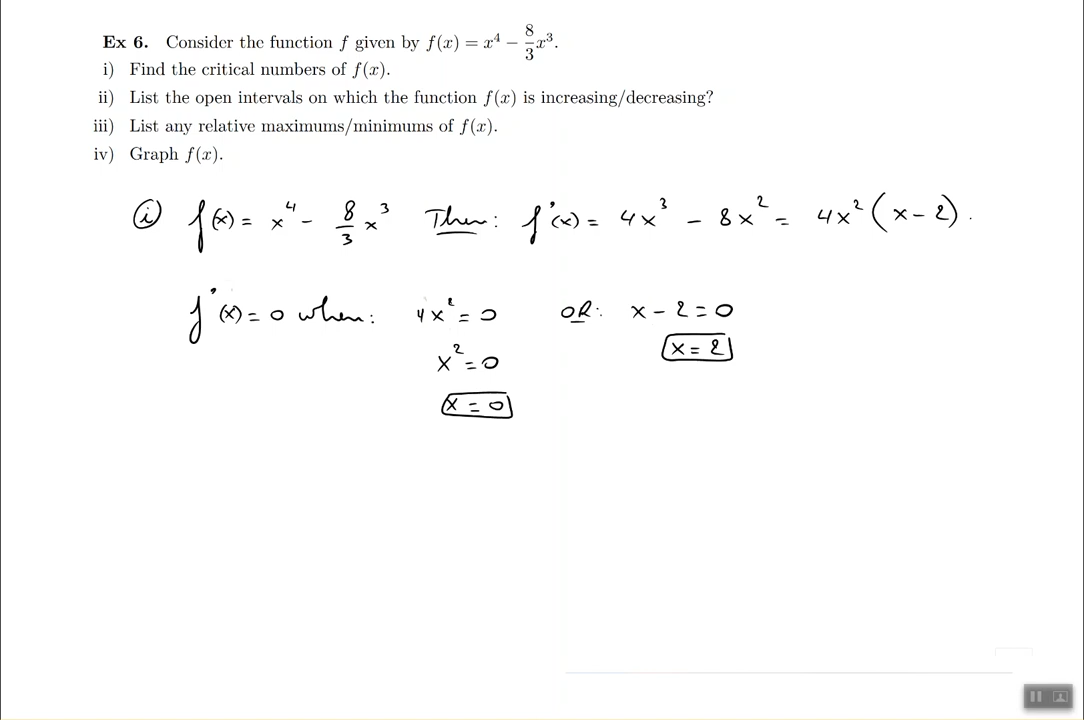 Ex 6. Consider the function f given by f(x) = x⁴ − 8/3 x³.
i) Find the critical numbers of f(x).
ii) List the open intervals on which the function f(x) is increasing/decreasing?
iii) List any relative maximums/minimums of f(x).
iv) Graph f(x).
(i) f(x) = x⁴ − 8/3 x³ Then: f'(x) = 4x³ − 8x² = 4x²(x − 2).
f'(x) = 0 when: 4x² = 0 OR: x − 2 = 0
x² = 0 x = 2
x = 0